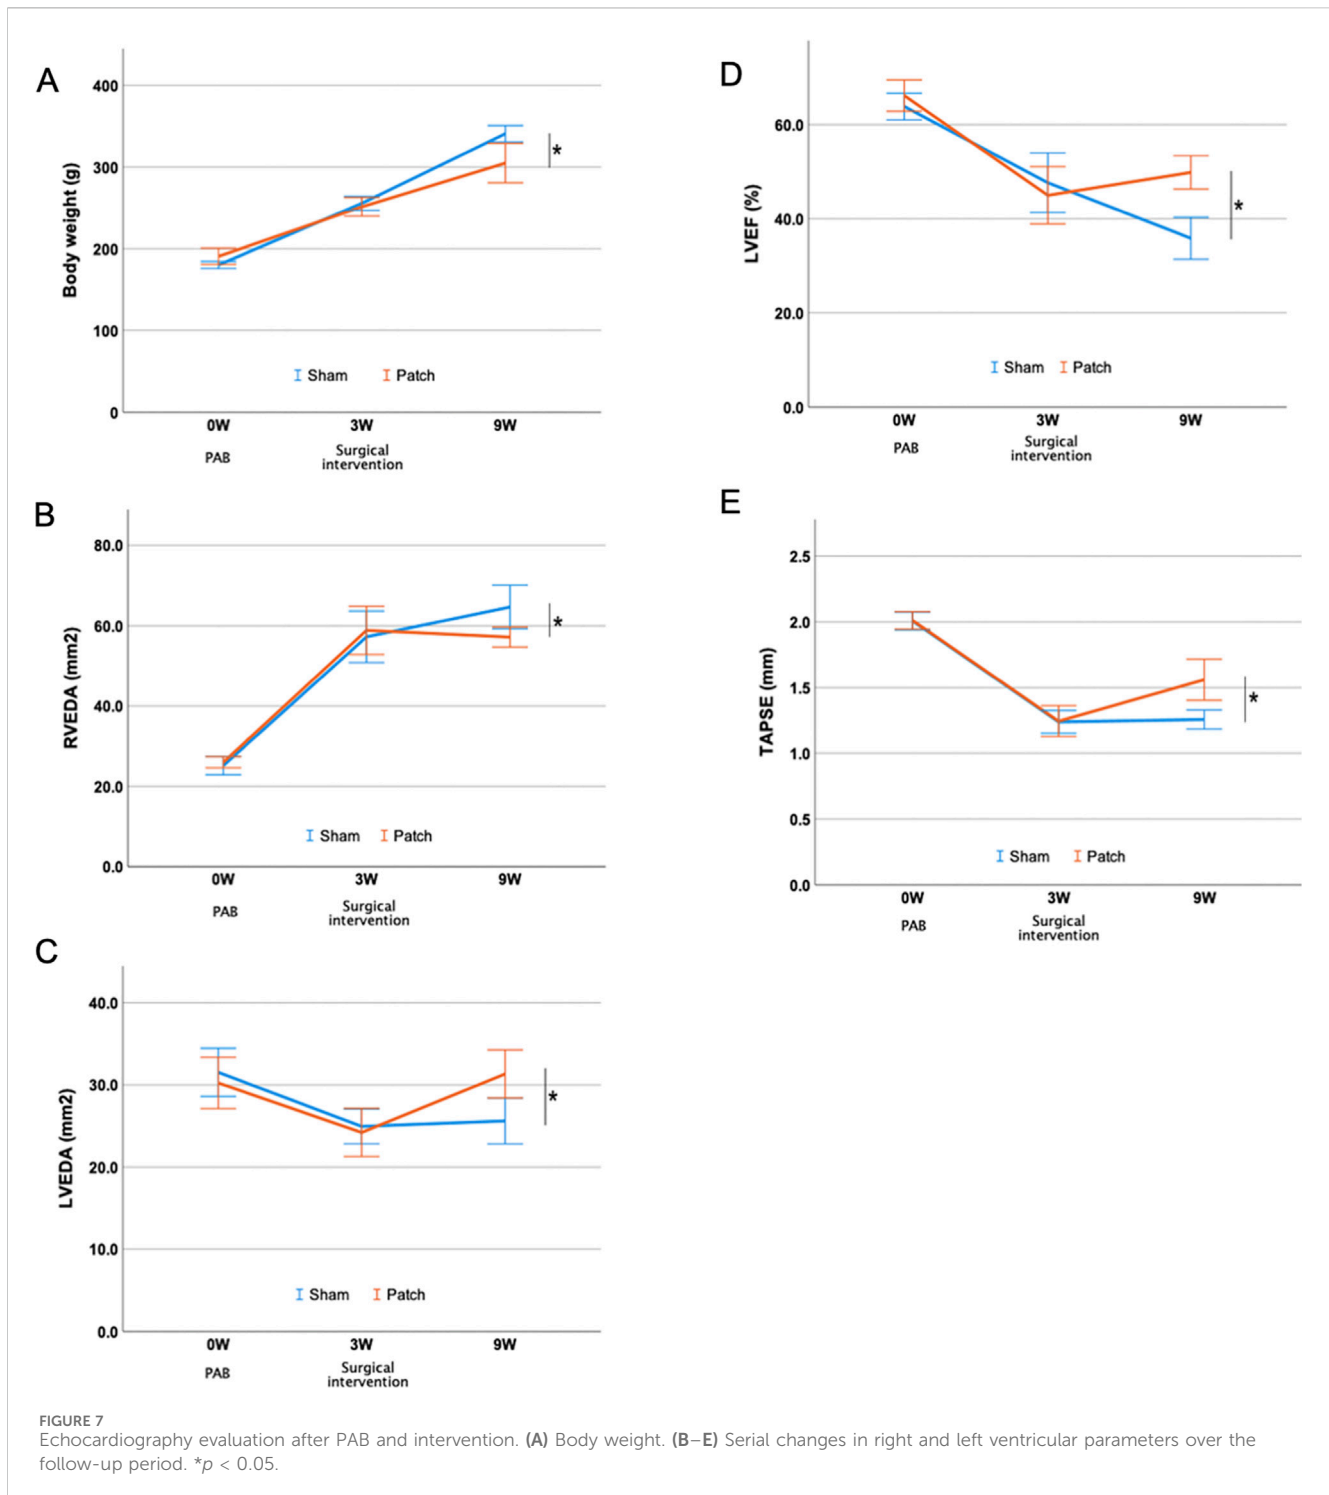 A
Body weight (g)
400
300
200
100
0
*
Sham Patch
0W 3W 9W
PAB Surgical
intervention
B
RVEDA (mm2)
80.0
60.0
40.0
20.0
0.0
*
Sham Patch
0W 3W 9W
PAB Surgical
intervention
C
LVEDA (mm2)
40.0
30.0
20.0
10.0
0.0
*
Sham Patch
0W 3W 9W
PAB Surgical
intervention
D
LVEF (%)
60.0
40.0
20.0
0.0
*
Sham Patch
0W 3W 9W
PAB Surgical
intervention
E
TAPSE (mm)
2.5
2.0
1.5
1.0
0.5
0.0
*
Sham Patch
0W 3W 9W
PAB Surgical
intervention
FIGURE 7
Echocardiography evaluation after PAB and intervention. (A) Body weight. (B–E) Serial changes in right and left ventricular parameters over the
follow-up period. *p < 0.05.